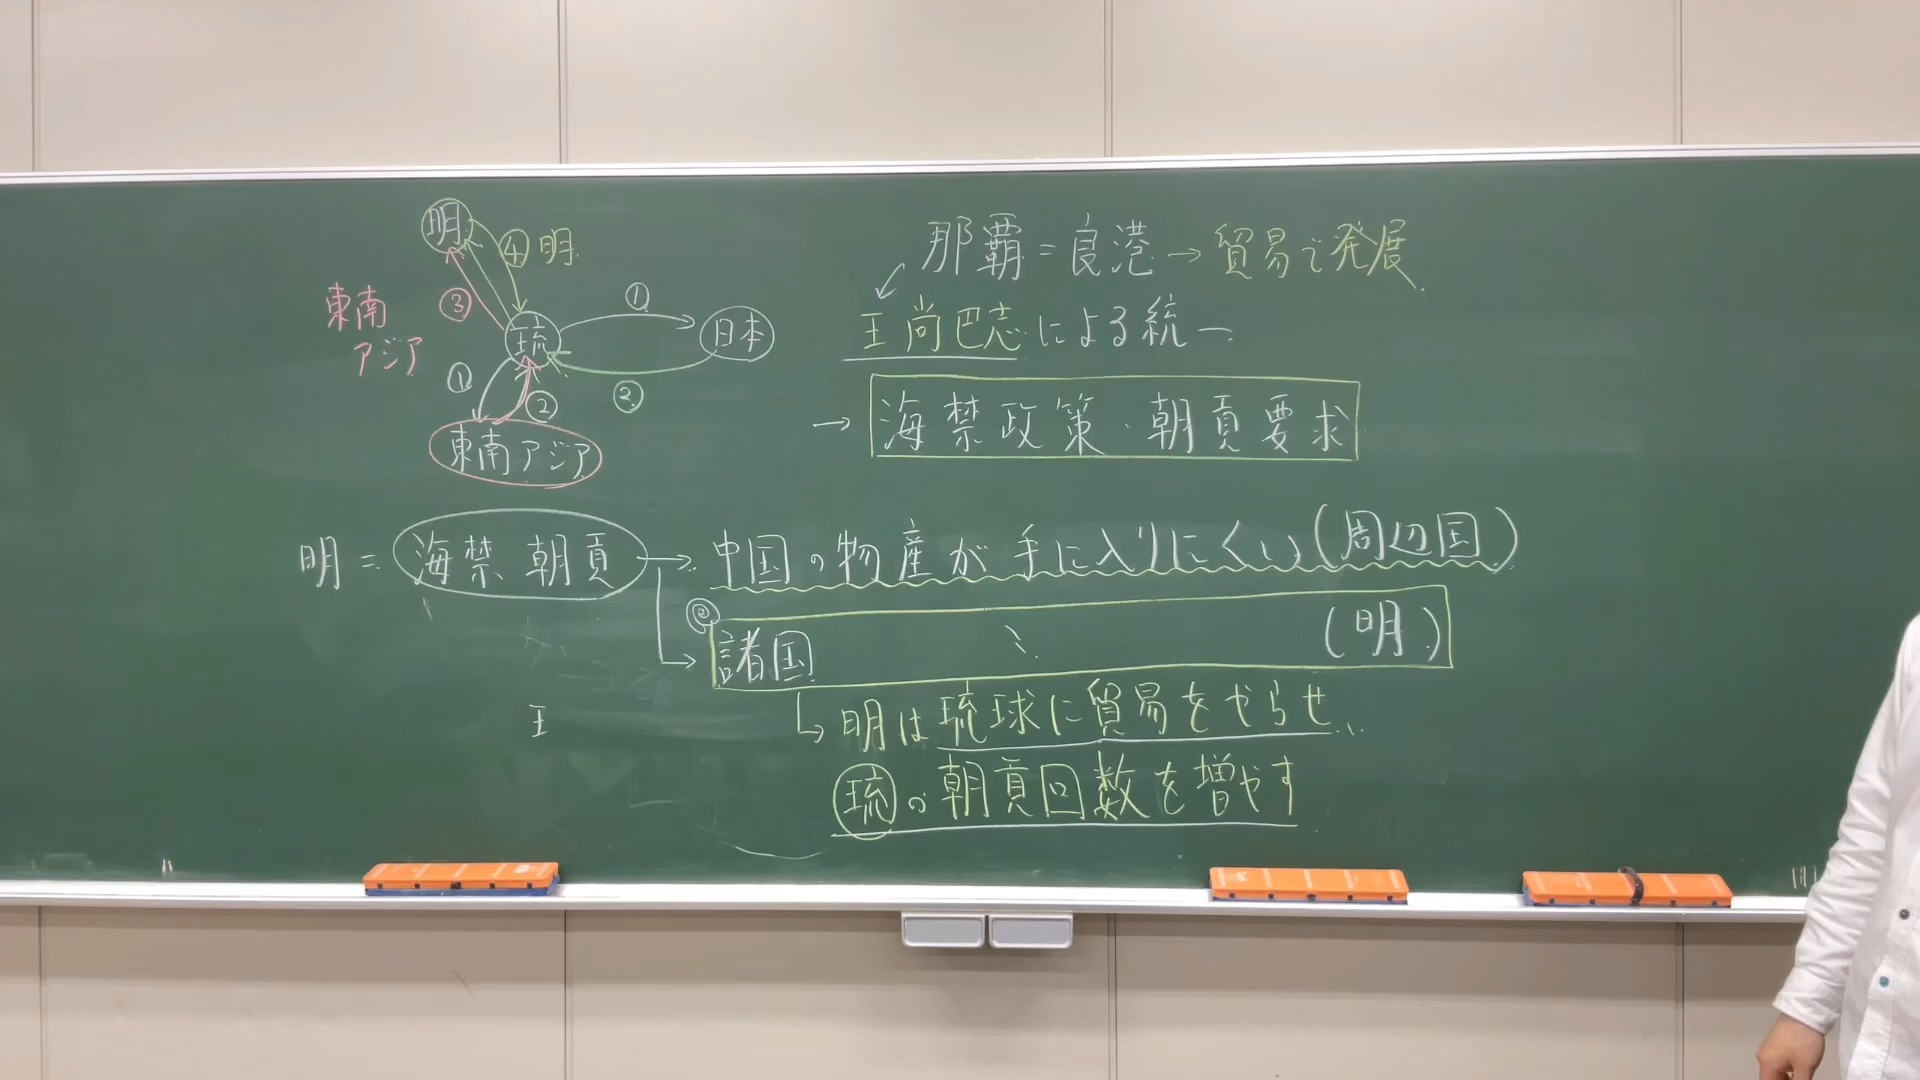 明
④ 明
東南
アジア
③
琉
①
日本
①
②
②
東南アジア
那覇=良港→貿易で発展
王尚巴志による統一
→ 海禁政策・朝貢要求
明= 海禁 朝貢 → 中国の物産が手に入りにくい(周辺国)
諸国 〃 (明)
王
明は琉球に貿易をやらせ…
琉の朝貢回数を増やす